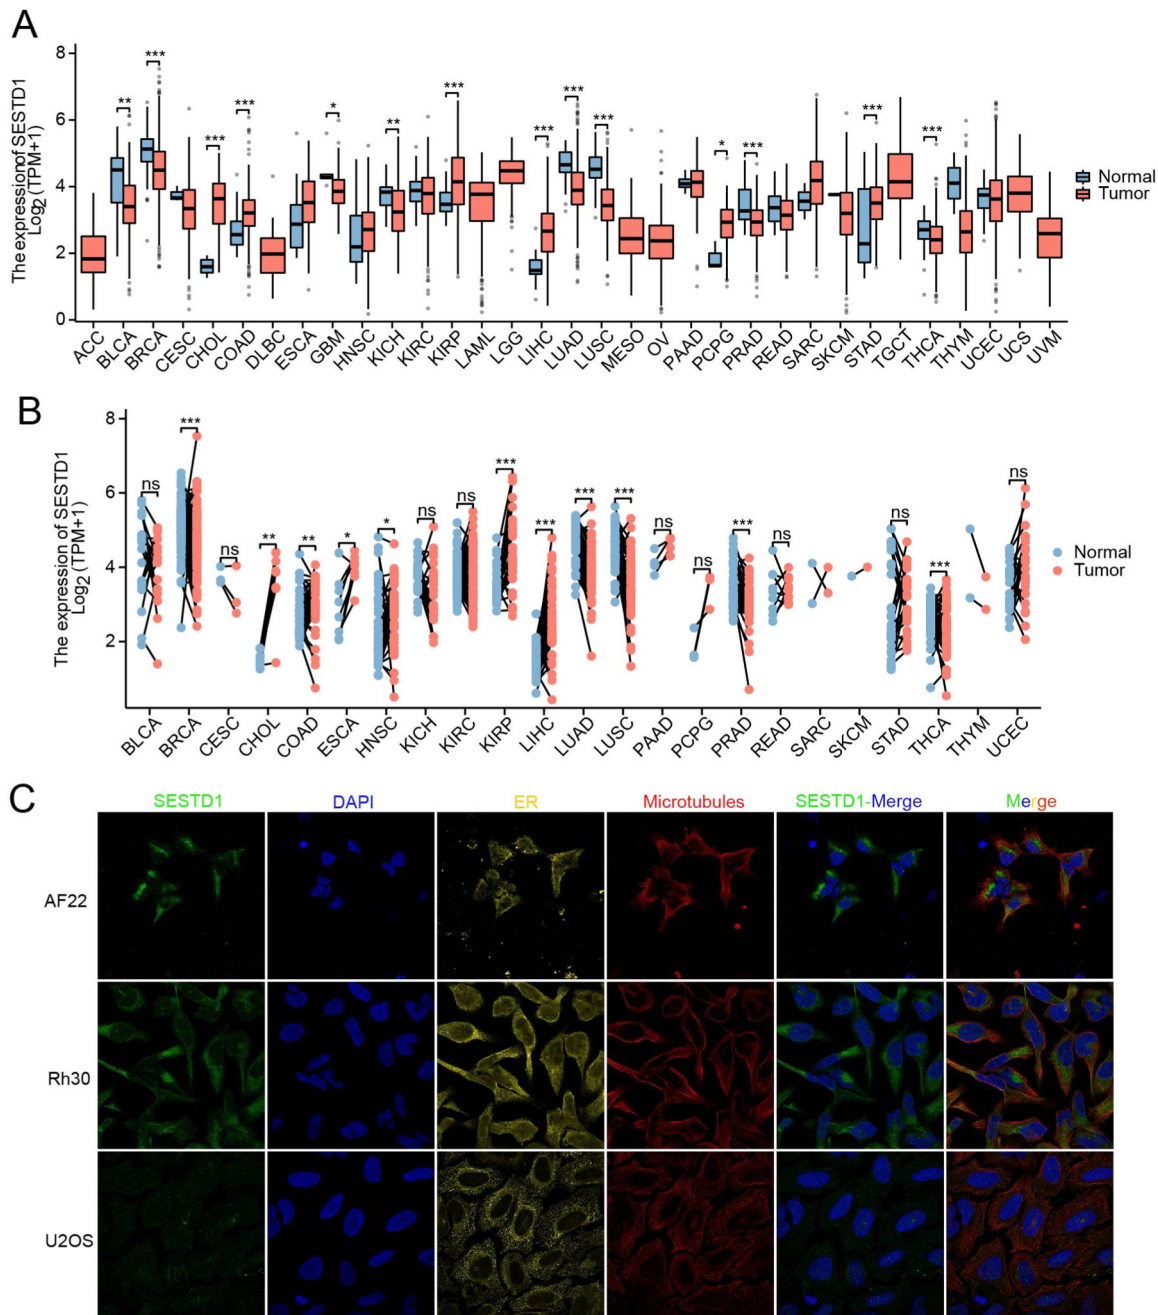 A
The expression of SESTD1
Log2 (TPM+1)
8
6
4
2
0
** *** *** *** * ** *** *** *** *** * *** *** ***
Normal
Tumor
ACC BLCA BRCA CESC CHOL COAD DLBC ESCA GBM HNSC KICH KIRC KIRP LAML LGG LIHC LUAD LUSC MESO OV PAAD PCPG PRAD READ SARC SKCM STAD TGCT THCA THYM UCEC UCS UVM
B
The expression of SESTD1
Log2 (TPM+1)
8
6
4
2
ns *** ns ** ** * * ns ns *** *** *** *** ns ns *** ns ns *** ns
Normal
Tumor
BLCA BRCA CESC CHOL COAD ESCA HNSC KICH KIRC KIRP LIHC LUAD LUSC PAAD PCPG PRAD READ SARC SKCM STAD THCA THYM UCEC
C
SESTD1 DAPI ER Microtubules SESTD1-Merge Merge
AF22
Rh30
U2OS